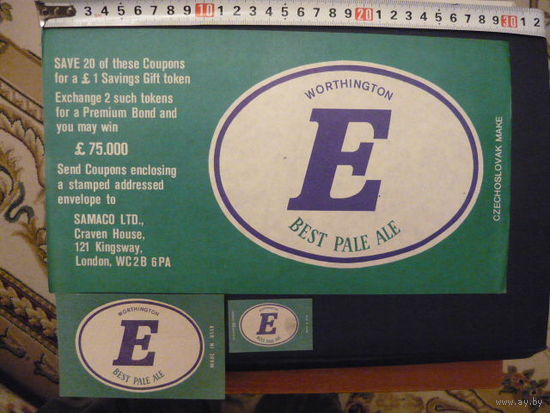 3 4 5 6 7 8 9 10 1 2 3 4 5 6 7 8 9 20 1 2 3 4 5 6 7 8 9 30 1 2
SAVE 20 of these Coupons
for a £1 Savings Gift token
Exchange 2 such tokens
for a Premium Bond and
you may win
£ 75.000
Send Coupons enclosing
a stamped addressed
envelope to
SAMACO LTD.,
Craven House,
121 Kingsway,
London, WC2B 6PA
WORTHINGTON
E
BEST PALE ALE
CZECHOSLOVAK MAKE
WORTHINGTON
E
BEST PALE ALE
WORTHINGTON
E
BEST PALE ALE
www.ay.by